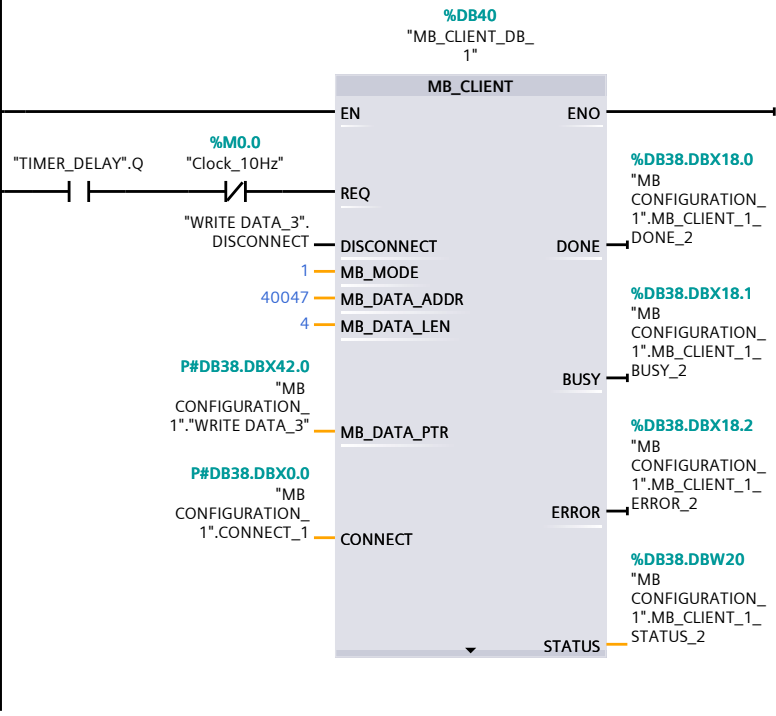 %DB40
"MB_CLIENT_DB_
1"
MB_CLIENT
EN
ENO
%M0.0
"TIMER_DELAY".Q
"Clock_10Hz"
REQ
%DB38.DBX18.0
"MB
CONFIGURATION_
1".MB_CLIENT_1_
DONE_2
"WRITE DATA_3".
DISCONNECT
DISCONNECT
DONE
1
MB_MODE
40047
MB_DATA_ADDR
4
MB_DATA_LEN
%DB38.DBX18.1
"MB
CONFIGURATION_
1".MB_CLIENT_1_
BUSY_2
BUSY
P#DB38.DBX42.0
"MB
CONFIGURATION_
1"."WRITE DATA_3"
MB_DATA_PTR
%DB38.DBX18.2
"MB
CONFIGURATION_
1".MB_CLIENT_1_
ERROR_2
ERROR
P#DB38.DBX0.0
"MB
CONFIGURATION_
1".CONNECT_1
CONNECT
%DB38.DBW20
"MB
CONFIGURATION_
1".MB_CLIENT_1_
STATUS_2
STATUS